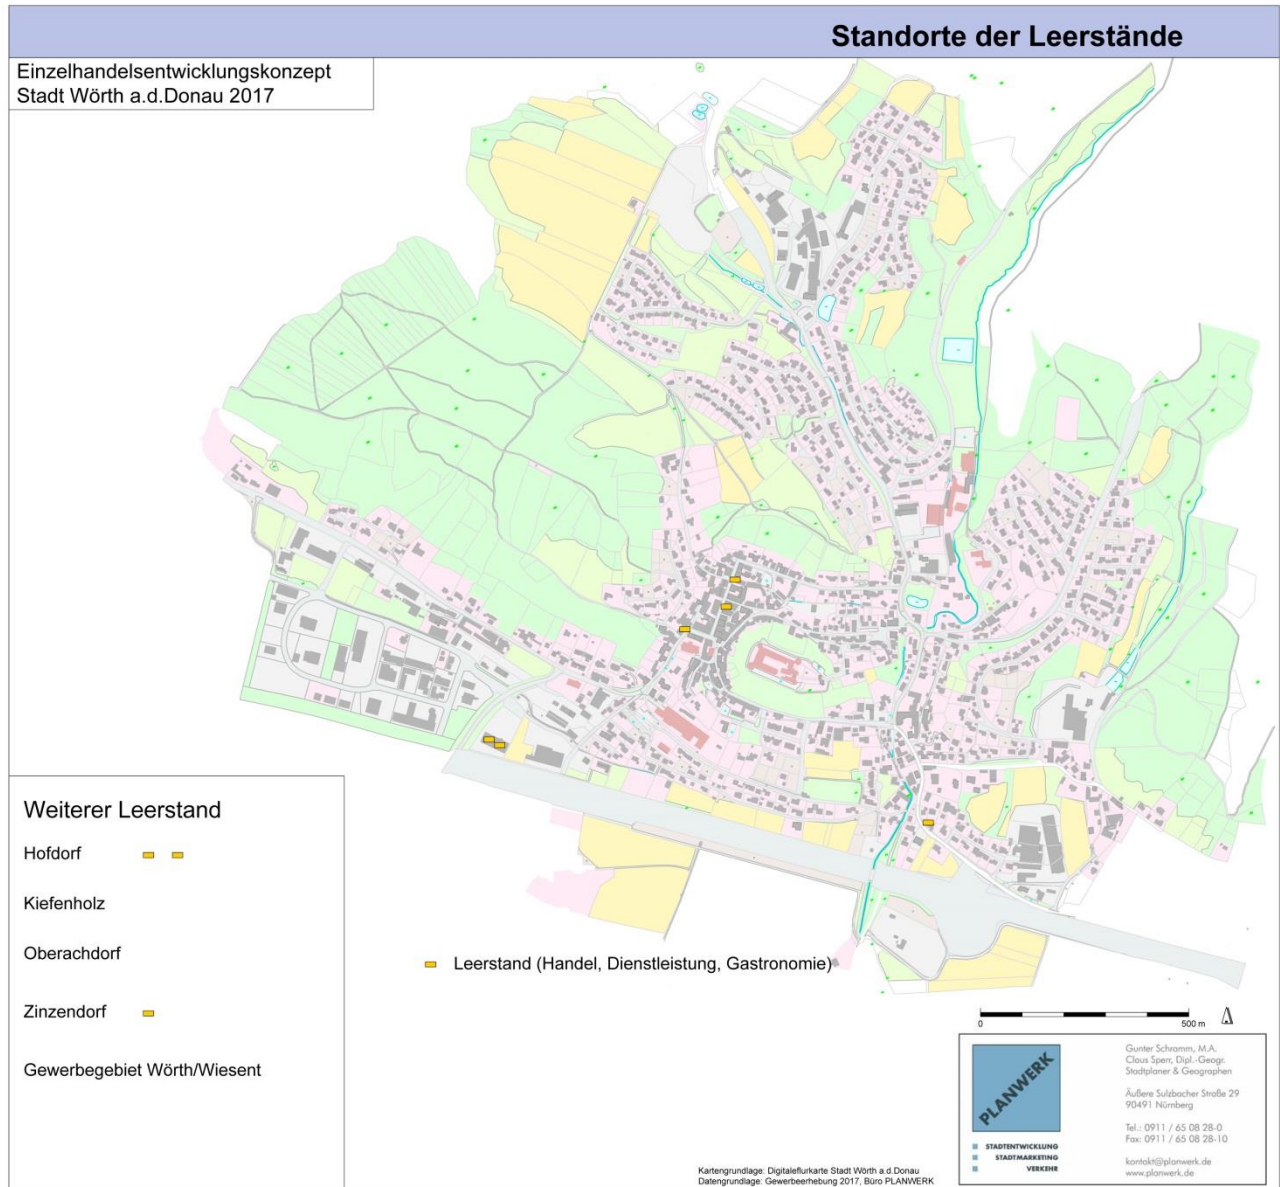 Standorte der Leerstände
Einzelhandelsentwicklungskonzept
Stadt Wörth a.d.Donau 2017
Weiterer Leerstand
Hofdorf
Kiefenholz
Oberachdorf
Zinzendorf
Gewerbegebiet Wörth/Wiesent
Leerstand (Handel, Dienstleistung, Gastronomie)
0 500 m
PLANWERK
STADTENTWICKLUNG
STADTMARKETING
VERKEHR
Gunter Schramm, M.A.
Claus Sperr, Dipl.-Geogr.
Stadtplaner & Geographen
Äußere Sulzbacher Straße 29
90491 Nürnberg
Tel.: 0911 / 65 08 28-0
Fax: 0911 / 65 08 28-10
kontakt@planwerk.de
www.planwerk.de
Kartengrundlage: Digitaleflurkarte Stadt Wörth a.d.Donau
Datengrundlage: Gewerbeerhebung 2017, Büro PLANWERK